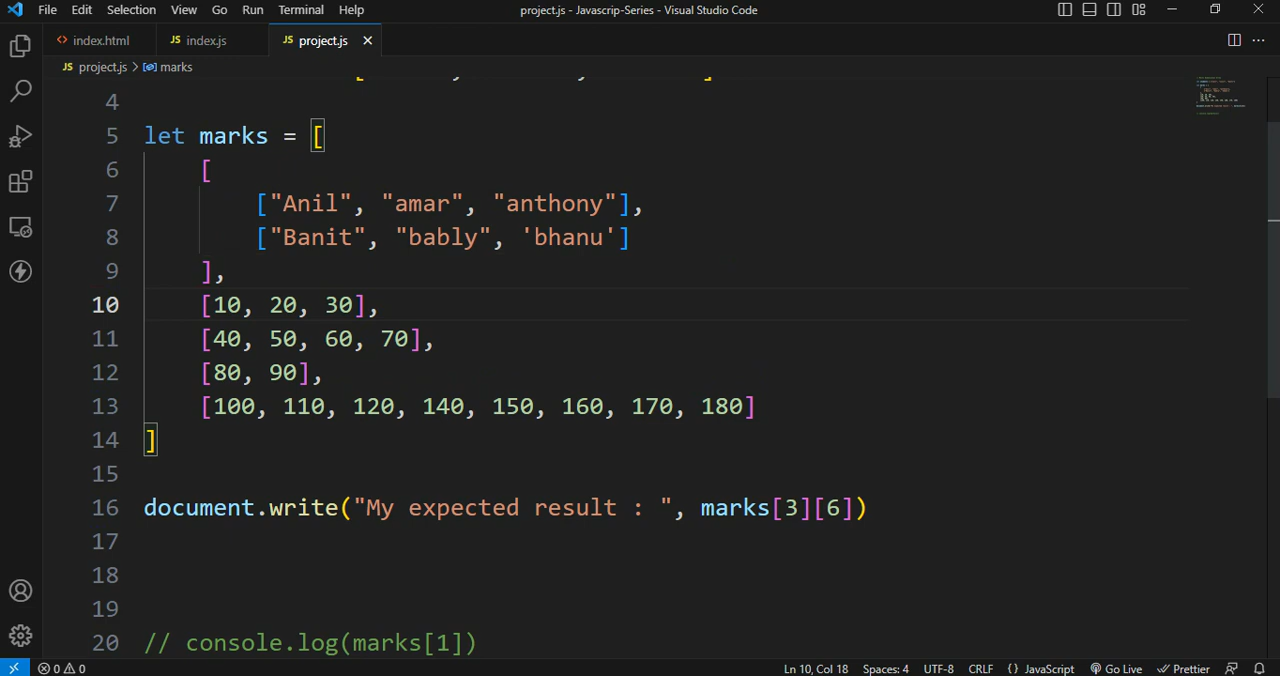 File Edit Selection View Go Run Terminal Help project.js - Javascrip-Series - Visual Studio Code
index.html JS index.js JS project.js
JS project.js > marks
4
5 let marks = [
6 [
7 ["Anil", "amar", "anthony"],
8 ["Banit", "bably", 'bhanu']
9 ],
10 [10, 20, 30],
11 [40, 50, 60, 70],
12 [80, 90],
13 [100, 110, 120, 140, 150, 160, 170, 180]
14 ]
15
16 document.write("My expected result : ", marks[3][6])
17
18
19
20 // console.log(marks[1])
0 0 Ln 10, Col 18 Spaces: 4 UTF-8 CRLF {} JavaScript Go Live Prettier